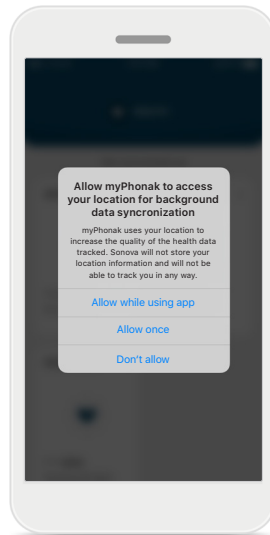 Allow myPhonak to access
your location for background
data syncronization
myPhonak uses your location to
increase the quality of the health data
tracked. Sonova will not store your
location information and will not be
able to track you in any way.
Allow while using app
Allow once
Don't allow